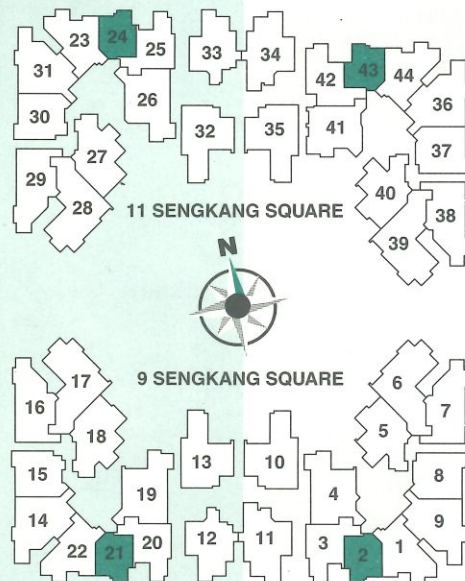 23 24 25 33 34 43 44
31 42 36
30 26 32 35 41 37
29 27 40 38
28 39
11 SENGKANG SQUARE
N
9 SENGKANG SQUARE
17 6
16 18 5 7
13 10
15 19 4 8
14 12 11 9
22 21 20 3 2 1